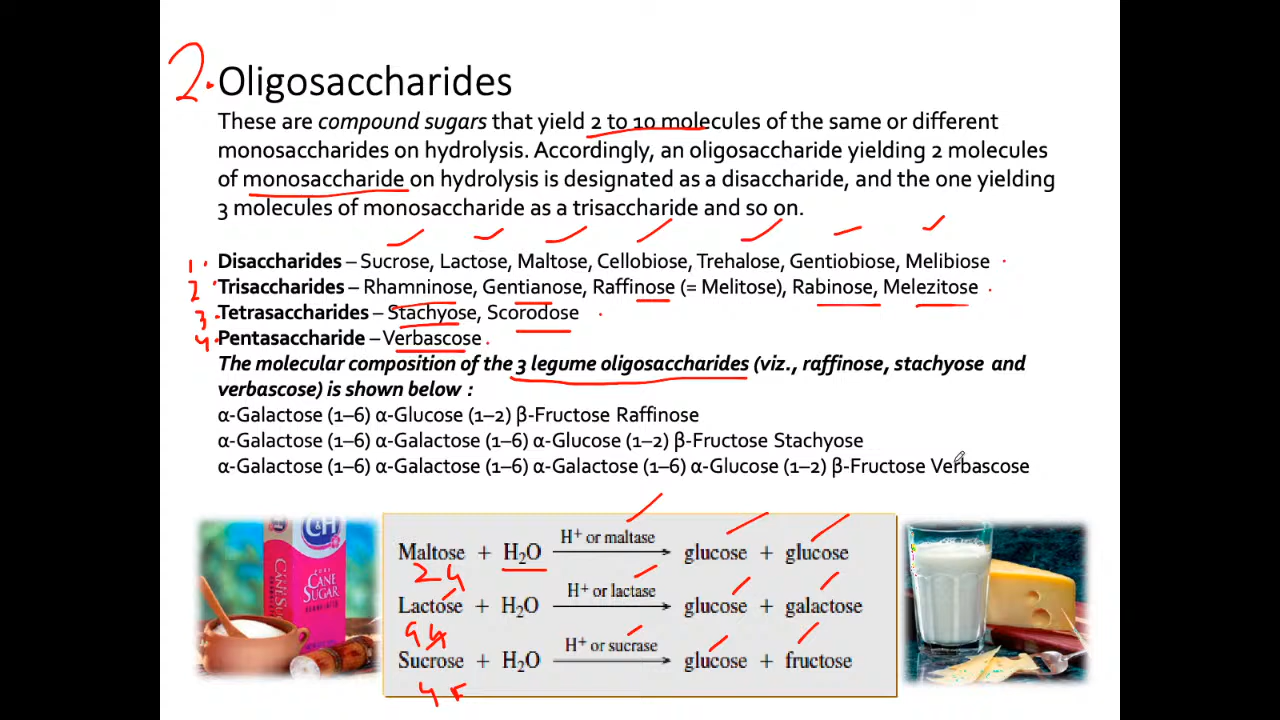 2. Oligosaccharides
These are compound sugars that yield 2 to 10 molecules of the same or different
monosaccharides on hydrolysis. Accordingly, an oligosaccharide yielding 2 molecules
of monosaccharide on hydrolysis is designated as a disaccharide, and the one yielding
3 molecules of monosaccharide as a trisaccharide and so on.
1. Disaccharides – Sucrose, Lactose, Maltose, Cellobiose, Trehalose, Gentiobiose, Melibiose
2. Trisaccharides – Rhamninose, Gentianose, Raffinose (= Melitose), Rabinose, Melezitose
3. Tetrasaccharides – Stachyose, Scorodose
4. Pentasaccharide – Verbascose
The molecular composition of the 3 legume oligosaccharides (viz., raffinose, stachyose and
verbascose) is shown below :
α-Galactose (1–6) α-Glucose (1–2) β-Fructose Raffinose
α-Galactose (1–6) α-Galactose (1–6) α-Glucose (1–2) β-Fructose Stachyose
α-Galactose (1–6) α-Galactose (1–6) α-Galactose (1–6) α-Glucose (1–2) β-Fructose Verbascose
H+ or maltase
Maltose + H₂O → glucose + glucose
H+ or lactase
Lactose + H₂O → glucose + galactose
H+ or sucrase
Sucrose + H₂O → glucose + fructose
C&H
PURE
CANE
SUGAR